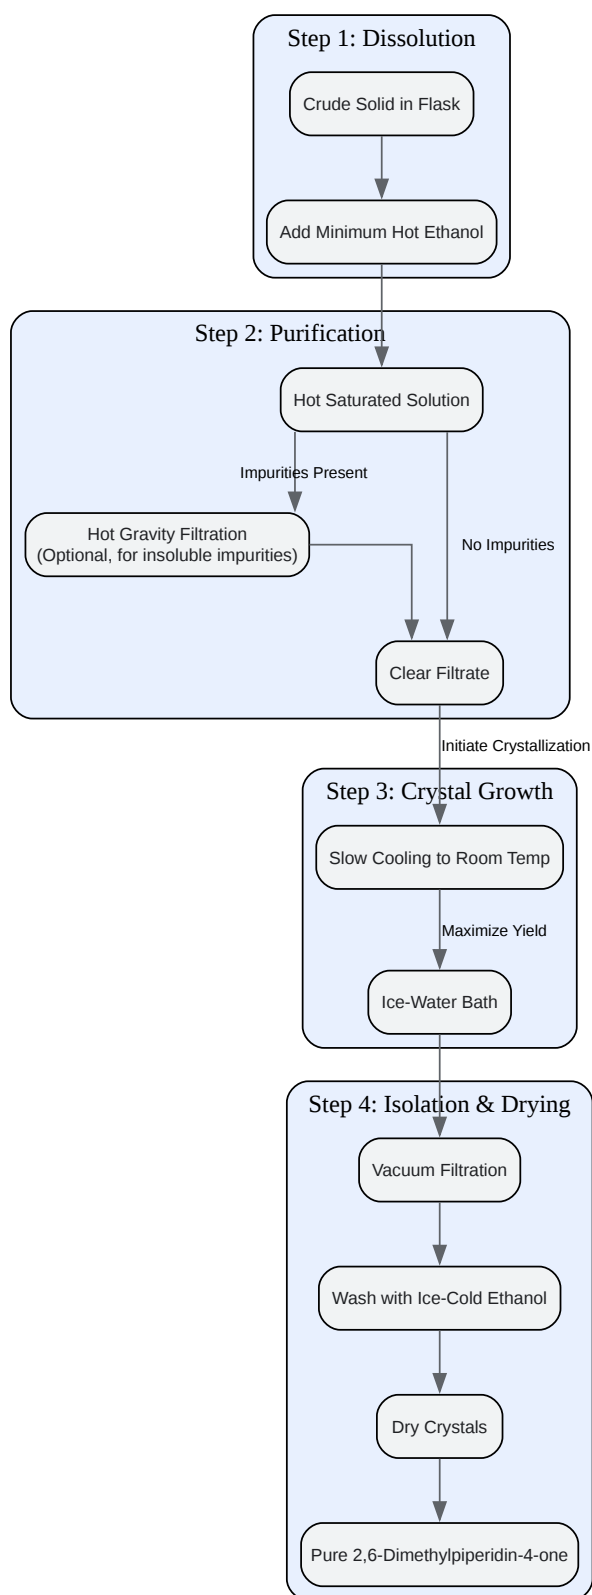 Step 1: Dissolution
Crude Solid in Flask
Add Minimum Hot Ethanol
Step 2: Purification
Hot Saturated Solution
Impurities Present
Hot Gravity Filtration
(Optional, for insoluble impurities)
No Impurities
Clear Filtrate
Initiate Crystallization
Step 3: Crystal Growth
Slow Cooling to Room Temp
Maximize Yield
Ice-Water Bath
Step 4: Isolation & Drying
Vacuum Filtration
Wash with Ice-Cold Ethanol
Dry Crystals
Pure 2,6-Dimethylpiperidin-4-one